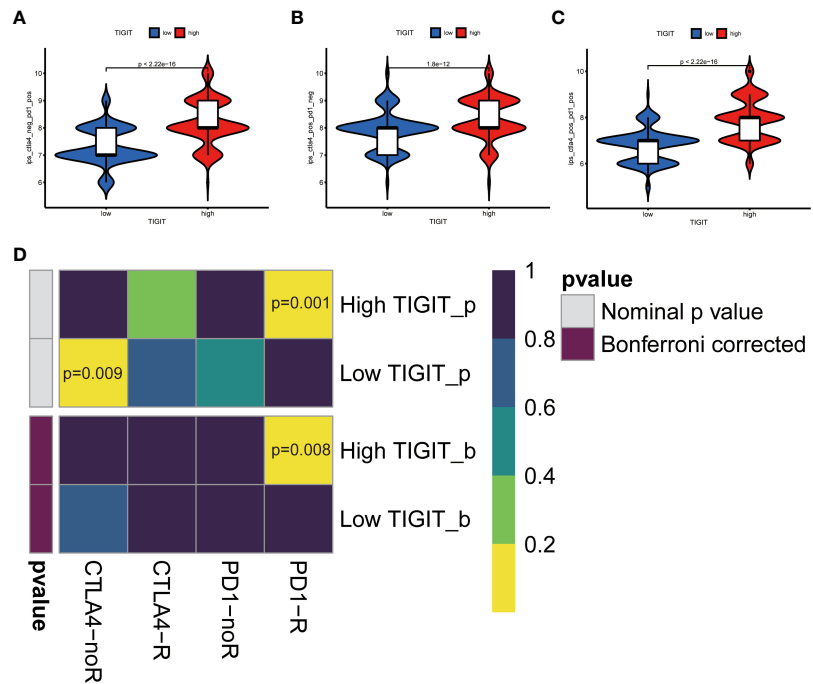 A
TIGIT low high
p < 2.22e−16
ips_ctla4_neg_pd1_pos
10
9
8
7
6
low high
TIGIT
B
TIGIT low high
1.8e−12
ips_ctla4_pos_pd1_neg
10
9
8
7
6
low high
TIGIT
C
TIGIT low high
p < 2.22e−16
ips_ctla4_pos_pd1_pos
10
8
6
low high
TIGIT
D
p=0.001 High TIGIT_p
p=0.009 Low TIGIT_p
p=0.008 High TIGIT_b
Low TIGIT_b
pvalue
CTLA4−noR
CTLA4−R
PD1−noR
PD1−R
1
0.8
0.6
0.4
0.2
pvalue
Nominal p value
Bonferroni corrected